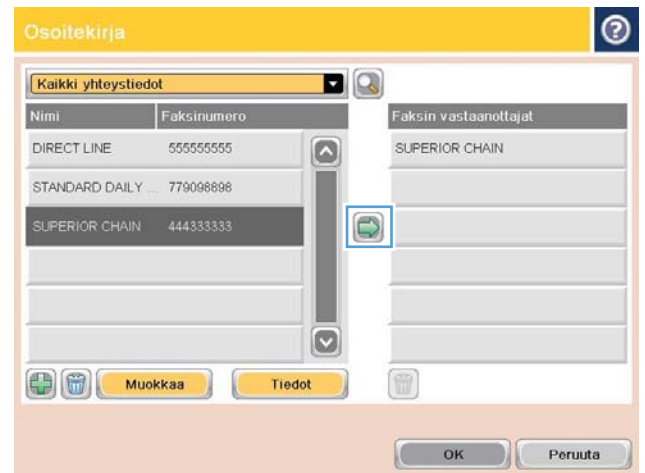 Osoitekirja
Kaikki yhteystiedot
Nimi Faksinumero Faksin vastaanottajat
DIRECT LINE 555555555 SUPERIOR CHAIN
STANDARD DAILY ... 779098898
SUPERIOR CHAIN 444333333
Muokkaa Tiedot
OK Peruuta